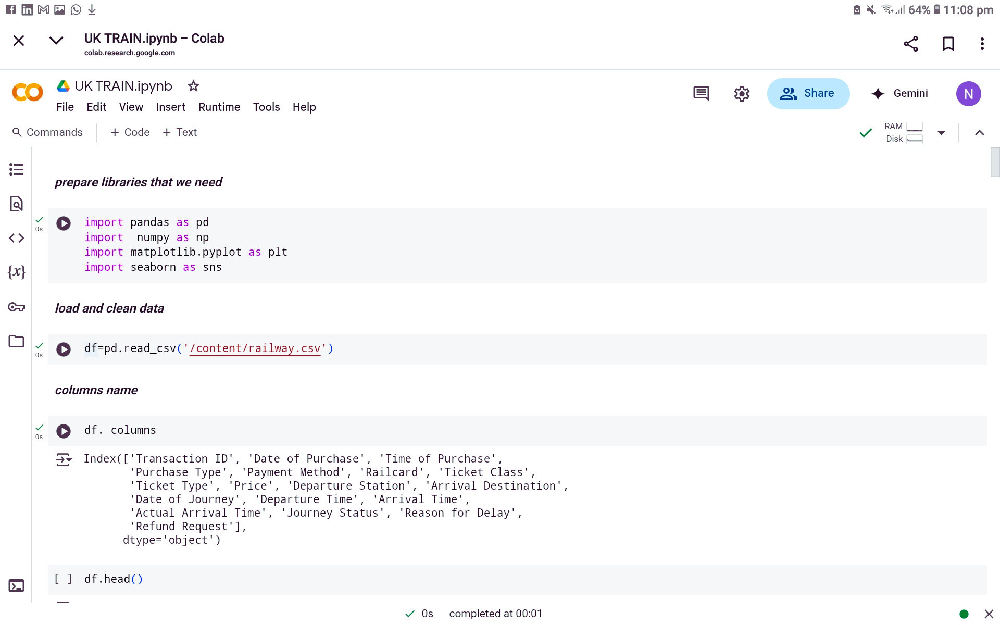 64% 11:08 pm
UK TRAIN.ipynb – Colab
colab.research.google.com
UK TRAIN.ipynb
File Edit View Insert Runtime Tools Help
Share
Gemini
N
Commands
+ Code + Text
RAM
Disk
prepare libraries that we need
0s
import pandas as pd
import  numpy as np
import matplotlib.pyplot as plt
import seaborn as sns
load and clean data
0s
df=pd.read_csv('/content/railway.csv')
columns name
0s
df. columns
Index(['Transaction ID', 'Date of Purchase', 'Time of Purchase',
'Purchase Type', 'Payment Method', 'Railcard', 'Ticket Class',
'Ticket Type', 'Price', 'Departure Station', 'Arrival Destination',
'Date of Journey', 'Departure Time', 'Arrival Time',
'Actual Arrival Time', 'Journey Status', 'Reason for Delay',
'Refund Request'],
dtype='object')
[ ] df.head()
0s completed at 00:01